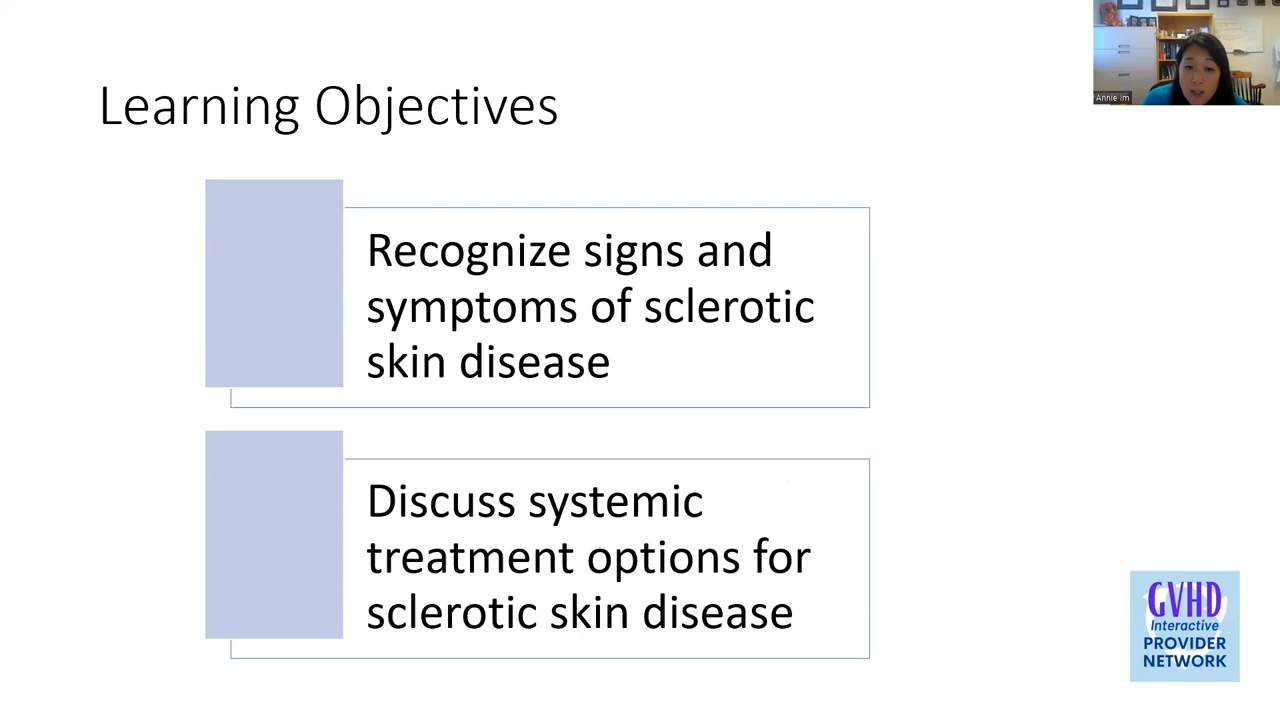 Learning Objectives
Annie Im
Recognize signs and
symptoms of sclerotic
skin disease
Discuss systemic
treatment options for
sclerotic skin disease
GVHD
Interactive
PROVIDER
NETWORK